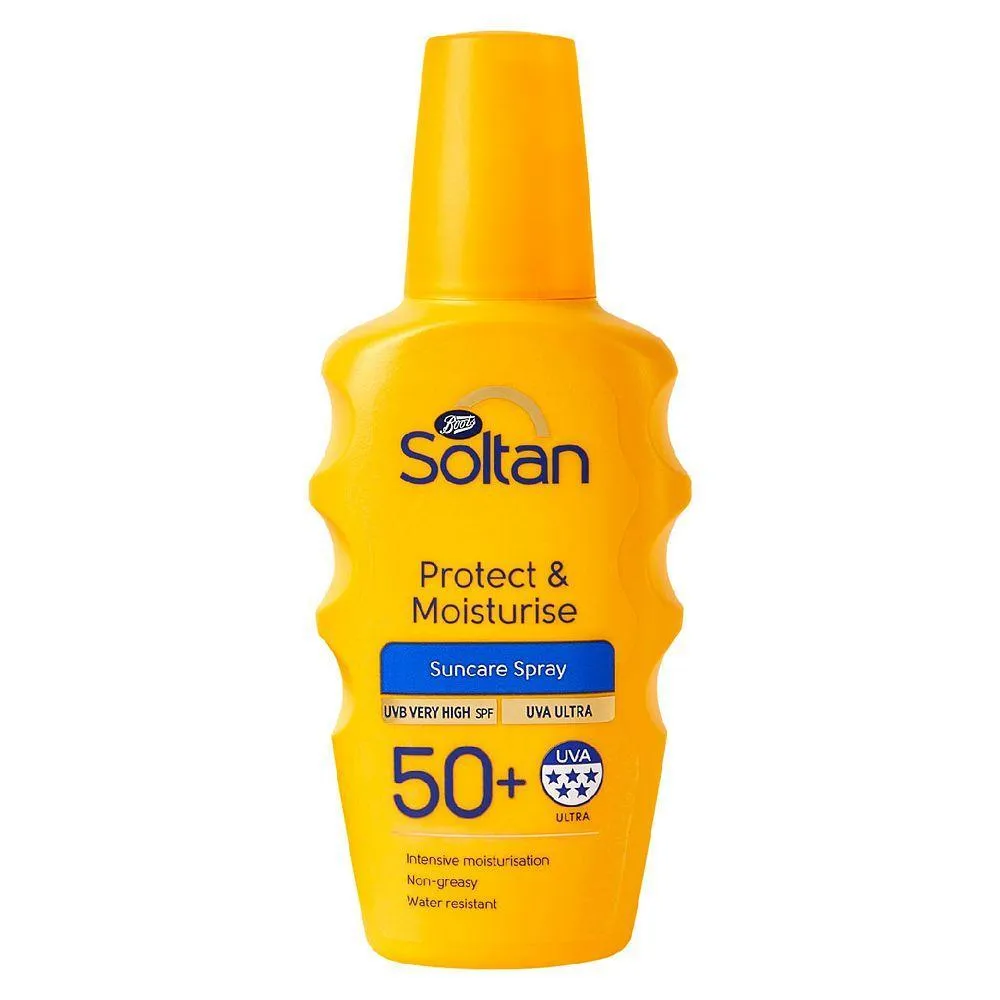 Boots
Soltan
Protect &
Moisturise
Suncare Spray
UVB VERY HIGH SPF UVA ULTRA
50+ UVA
ULTRA
Intensive moisturisation
Non-greasy
Water resistant